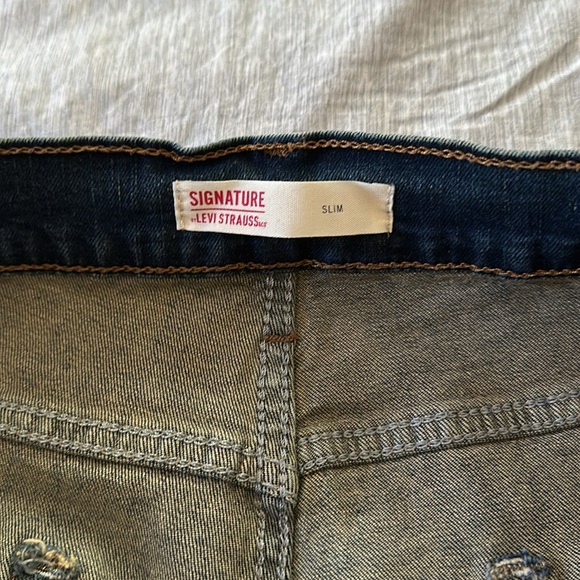 SIGNATURE
BY LEVI STRAUSS & CO.
SLIM